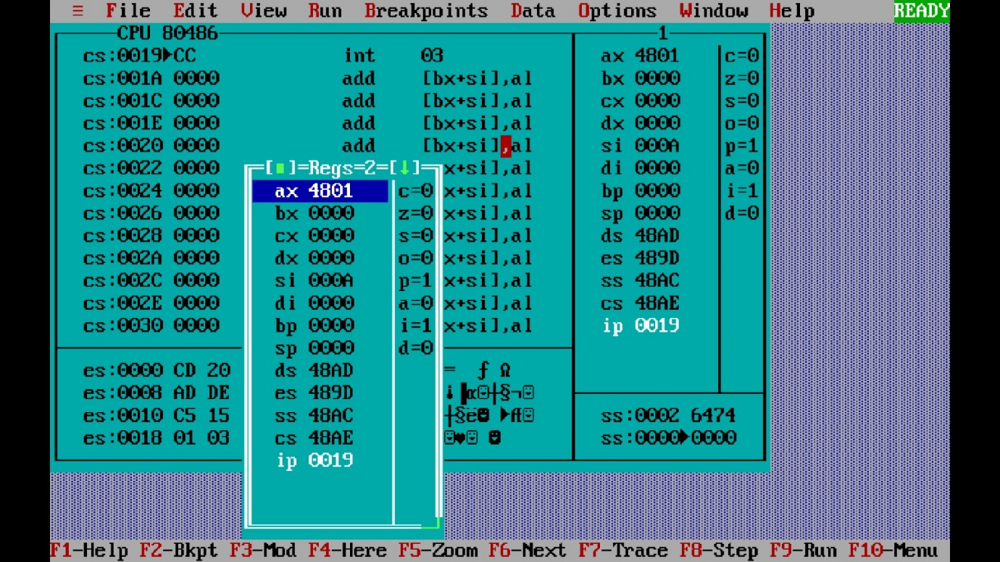 ≡ File Edit View Run Breakpoints Data Options Window Help READY
CPU 80486 1
cs:0019►CC int 03 ax 4801 c=0
cs:001A 0000 add [bx+si],al bx 0000 z=0
cs:001C 0000 add [bx+si],al cx 0000 s=0
cs:001E 0000 add [bx+si],al dx 0000 o=0
cs:0020 0000 add [bx+si],al si 000A p=1
cs:0022 0000 [■]=Regs=2=[↓] x+si],al di 0000 a=0
cs:0024 0000 ax 4801 c=0 x+si],al bp 0000 i=1
cs:0026 0000 bx 0000 z=0 x+si],al sp 0000 d=0
cs:0028 0000 cx 0000 s=0 x+si],al ds 48AD
cs:002A 0000 dx 0000 o=0 x+si],al es 489D
cs:002C 0000 si 000A p=1 x+si],al ss 48AC
cs:002E 0000 di 0000 a=0 x+si],al cs 48AE
cs:0030 0000 bp 0000 i=1 x+si],al ip 0019
sp 0000 d=0
es:0000 CD 20 ds 48AD = ƒ Ω
es:0008 AD DE es 489D
es:0010 C5 15 ss 48AC ss:0002 6474
es:0018 01 03 cs 48AE ☺♥☺ ☻ ss:0000►0000
ip 0019
F1-Help F2-Bkpt F3-Mod F4-Here F5-Zoom F6-Next F7-Trace F8-Step F9-Run F10-Menu